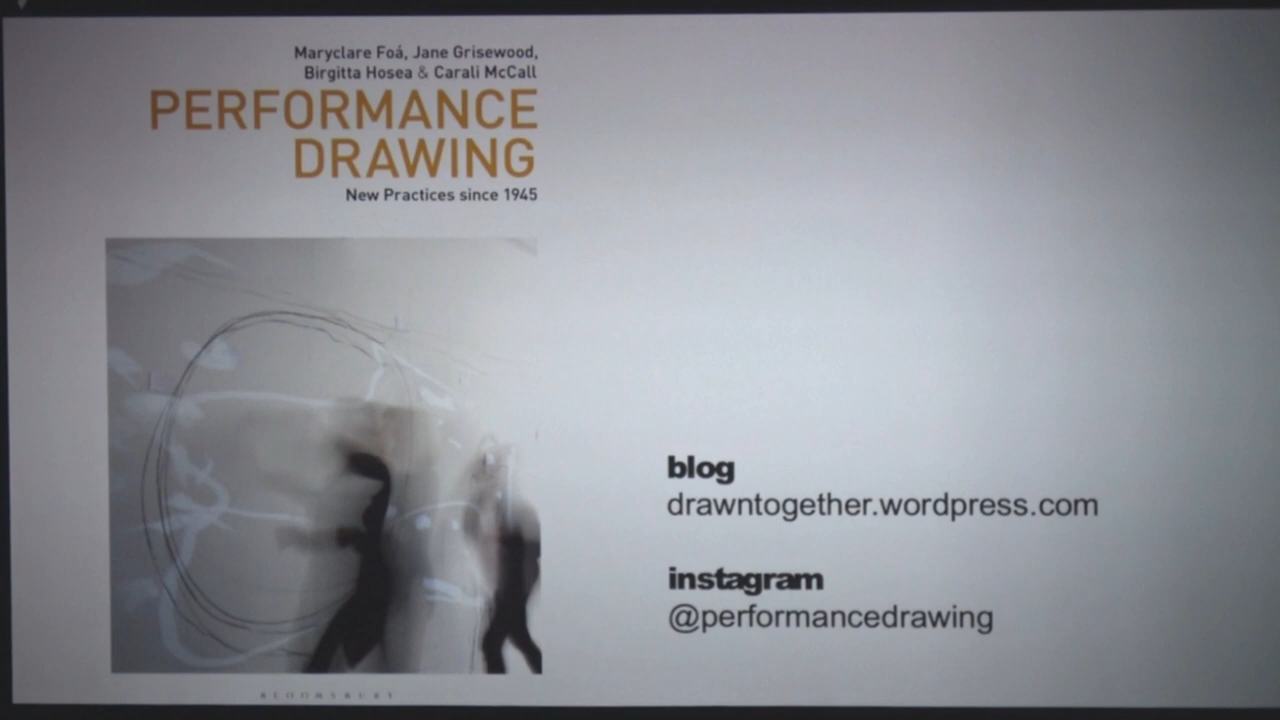 Maryclare Foá, Jane Grisewood,
Birgitta Hosea & Carali McCall
PERFORMANCE
DRAWING
New Practices since 1945
BLOOMSBURY
blog
drawntogether.wordpress.com
instagram
@performancedrawing